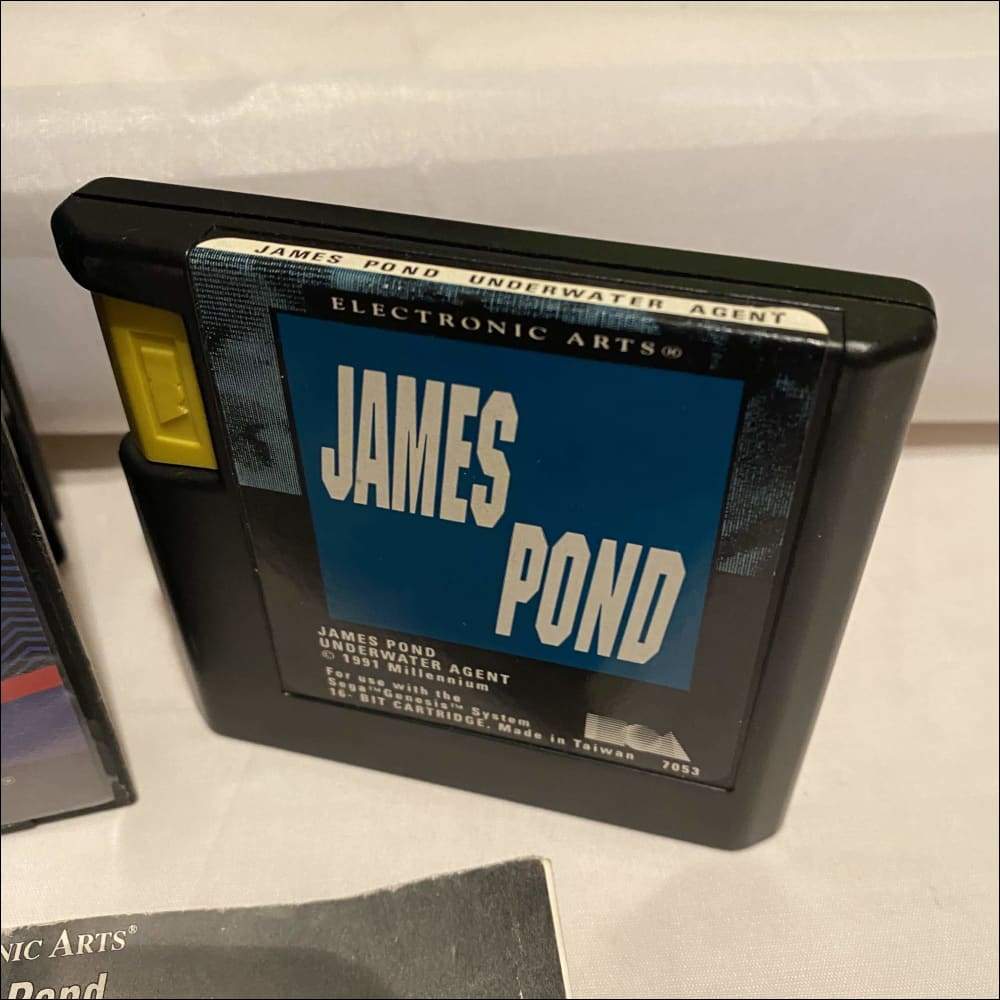 JAMES POND UNDERWATER AGENT
ELECTRONIC ARTS®
JAMES
POND
JAMES POND
UNDERWATER AGENT
© 1991 Millennium
For use with the
Sega™ Genesis™ System
16- BIT CARTRIDGE. Made in Taiwan
EOA
7053
NIC ARTS®
Pond